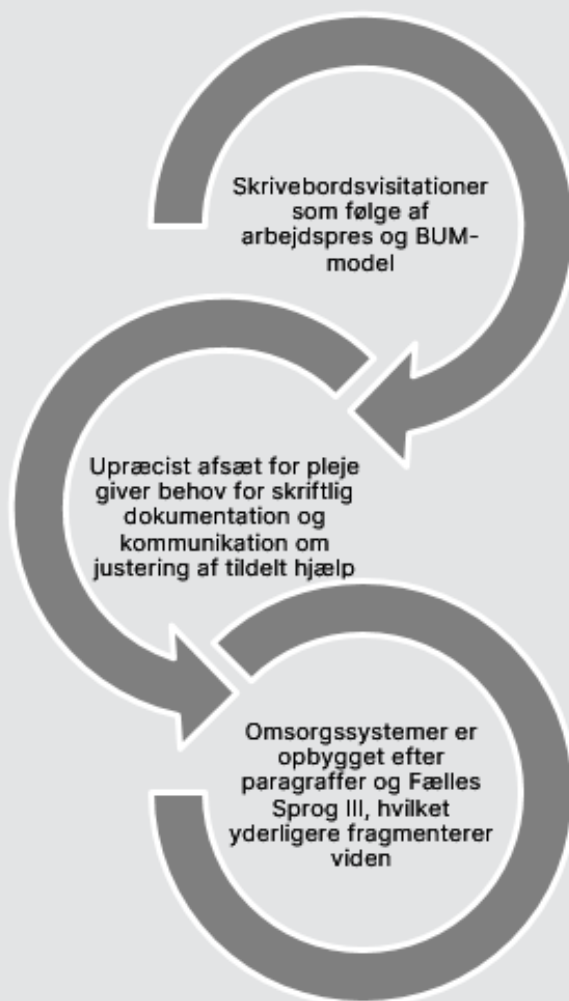 Skrivebordsvisitationer
som følge af
arbejdspres og BUM-
model
Upræcist afsæt for pleje
giver behov for skriftlig
dokumentation og
kommunikation om
justering af tildelt hjælp
Omsorgssystemer er
opbygget efter
paragraffer og Fælles
Sprog III, hvilket
yderligere fragmenterer
viden